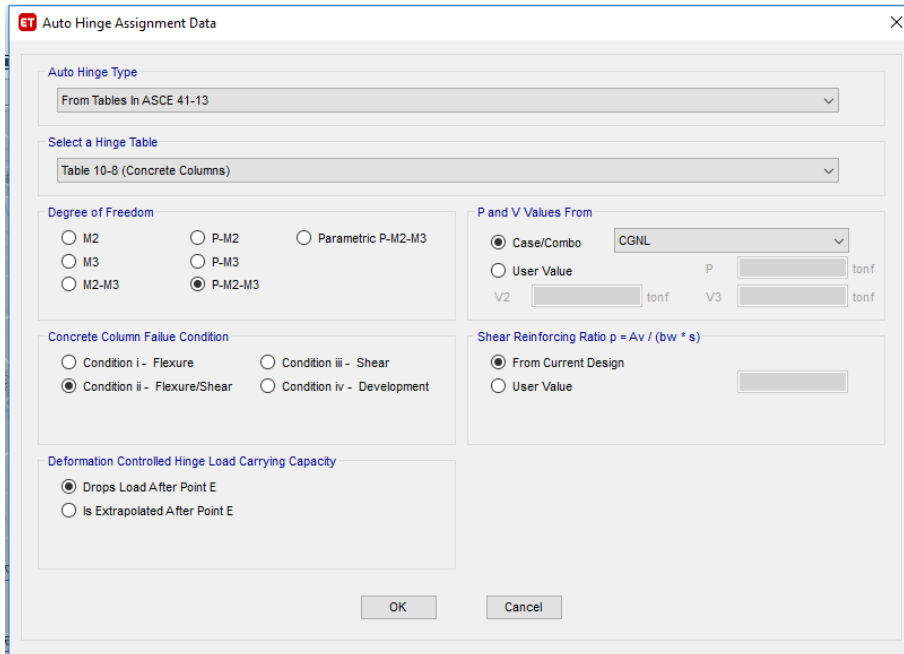 ET Auto Hinge Assignment Data
Auto Hinge Type
From Tables In ASCE 41-13
Select a Hinge Table
Table 10-8 (Concrete Columns)
Degree of Freedom
M2 P-M2 Parametric P-M2-M3
M3 P-M3
M2-M3 P-M2-M3
P and V Values From
Case/Combo CGNL
User Value P tonf
V2 tonf V3 tonf
Concrete Column Failue Condition
Condition i - Flexure Condition iii - Shear
Condition ii - Flexure/Shear Condition iv - Development
Shear Reinforcing Ratio p = Av / (bw * s)
From Current Design
User Value
Deformation Controlled Hinge Load Carrying Capacity
Drops Load After Point E
Is Extrapolated After Point E
OK Cancel